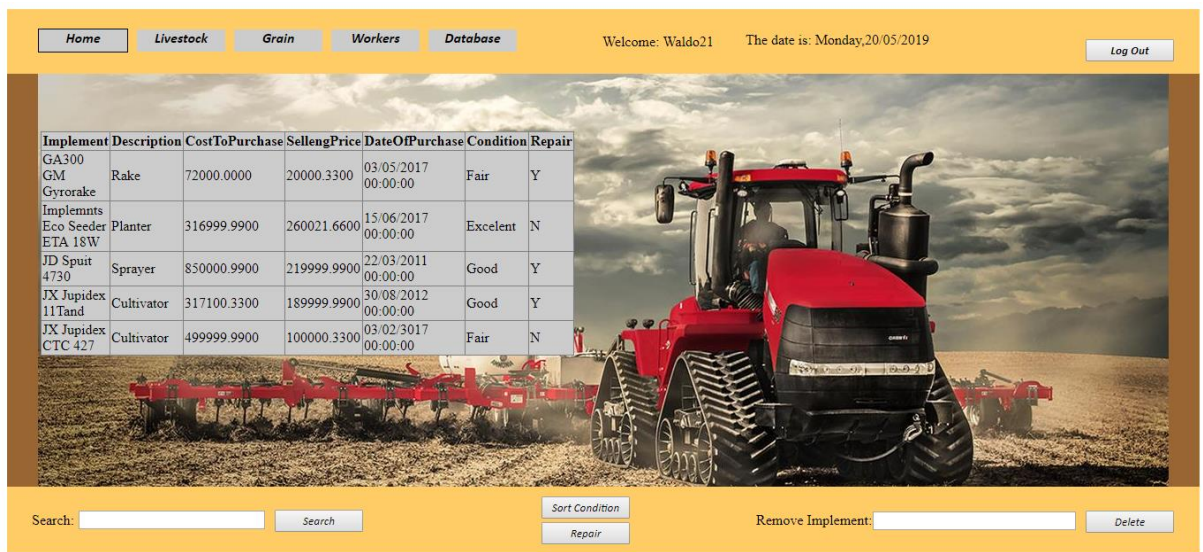 Home Livestock Grain Workers Database Welcome: Waldo21 The date is: Monday,20/05/2019 Log Out
Implement Description CostToPurchase SellengPrice DateOfPurchase Condition Repair
GA300 GM Gyrorake Rake 72000.0000 20000.3300 03/05/2017 00:00:00 Fair Y
Implemnts Eco Seeder ETA 18W Planter 316999.9900 260021.6600 15/06/2017 00:00:00 Excelent N
JD Spuit 4730 Sprayer 850000.9900 219999.9900 22/03/2011 00:00:00 Good Y
JX Jupidex 11Tand Cultivator 317100.3300 189999.9900 30/08/2012 00:00:00 Good Y
JX Jupidex CTC 427 Cultivator 499999.9900 100000.3300 03/02/3017 00:00:00 Fair N
CASE IH
Search: Search Sort Condition Repair Remove Implement: Delete